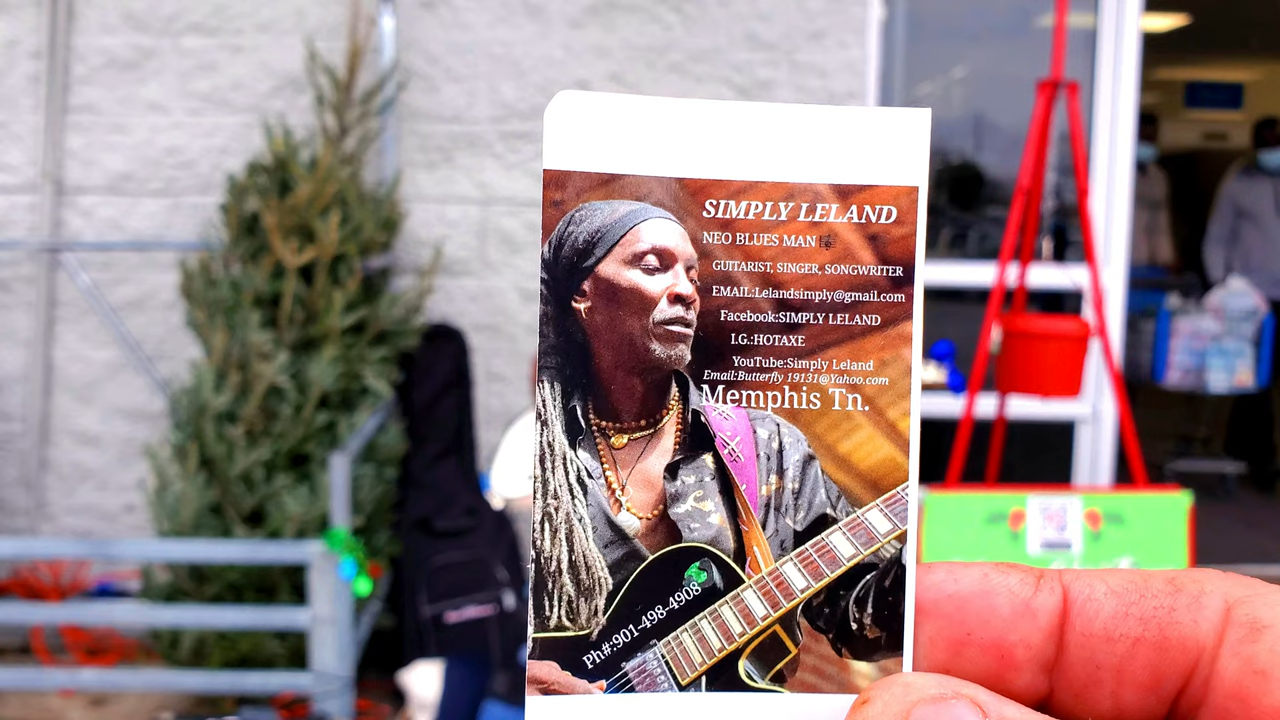 SIMPLY LELAND
NEO BLUES MAN
GUITARIST, SINGER, SONGWRITER
EMAIL:Lelandsimply@gmail.com
Facebook:SIMPLY LELAND
I.G.:HOTAXE
YouTube:Simply Leland
Email:Butterfly 19131@Yahoo.com
Memphis Tn.
Ph#:901-498-4908